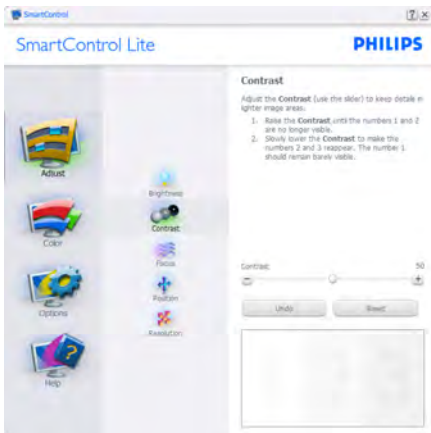 SmartControl
SmartControl Lite
PHILIPS
Contrast
Adjust the Contrast (use the slider) to keep details in
lighter image areas.
1. Raise the Contrast until the numbers 1 and 2
are no longer visible.
2. Slowly lower the Contrast to make the
numbers 2 and 3 reappear. The number 1
should remain barely visible.
Adjust
Color
Options
Help
Brightness
Contrast
Focus
Position
Resolution
Contrast:
50
Undo
Reset